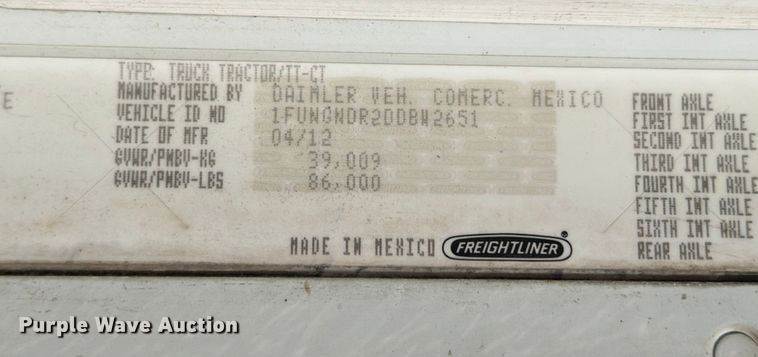 TYPE: TRUCK TRACTOR/TT-CT
MANUFACTURED BY DAIMLER VEH. COMERC. MEXICO
VEHICLE ID NO 1FUNGNDR2DDBW2651
DATE OF MFR 04/12
GVWR/PNBV-KG 39,009
GVWR/PNBV-LBS 86,000
MADE IN MEXICO FREIGHTLINER
E
FRONT AXLE
FIRST INT AXLE
SECOND INT AXLE
THIRD INT AXLE
FOURTH INT AXLE
FIFTH INT AXLE
SIXTH INT AXLE
REAR AXLE
Purple Wave Auction